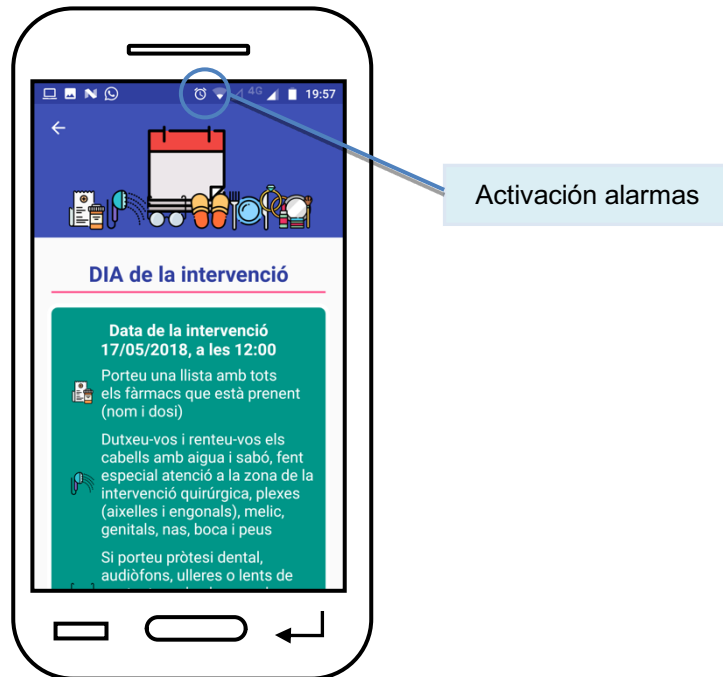 4G 19:57
Activación alarmas
DIA de la intervenció
Data de la intervenció
17/05/2018, a les 12:00
Porteu una llista amb tots
els fàrmacs que està prenent
(nom i dosi)
Dutxeu-vos i renteu-vos els
cabells amb aigua i sabó, fent
especial atenció a la zona de la
intervenció quirúrgica, plexes
(aixelles i engonals), melic,
genitals, nas, boca i peus
Si porteu pròtesi dental,
audiòfons, ulleres o lents de